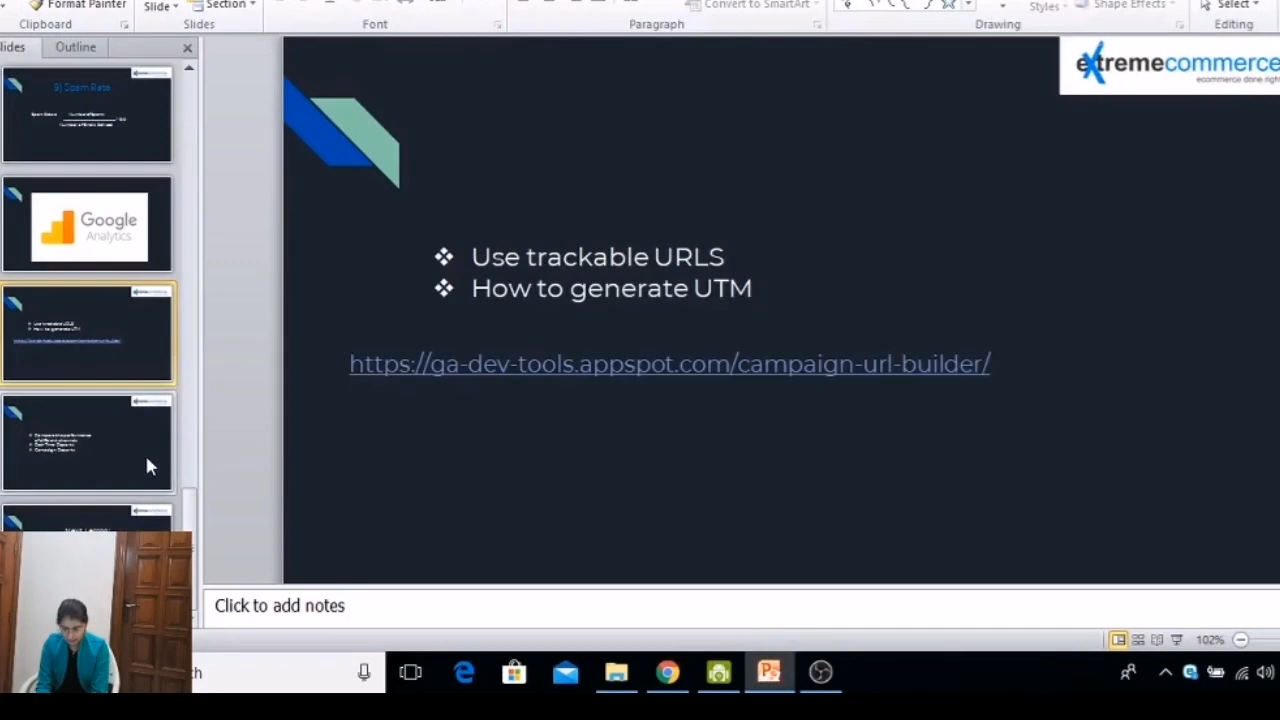 Format Painter
Slide
Section
Convert to SmartArt
Styles
Shape Effects
Select
Clipboard
Slides
Font
Paragraph
Drawing
Editing
lides
Outline
extremecommerce
ecommerce done right
9) Spam Rate
Google
Analytics
❖ Use trackable URLS
❖ How to generate UTM
https://ga-dev-tools.appspot.com/campaign-url-builder/
Click to add notes
102%
ch